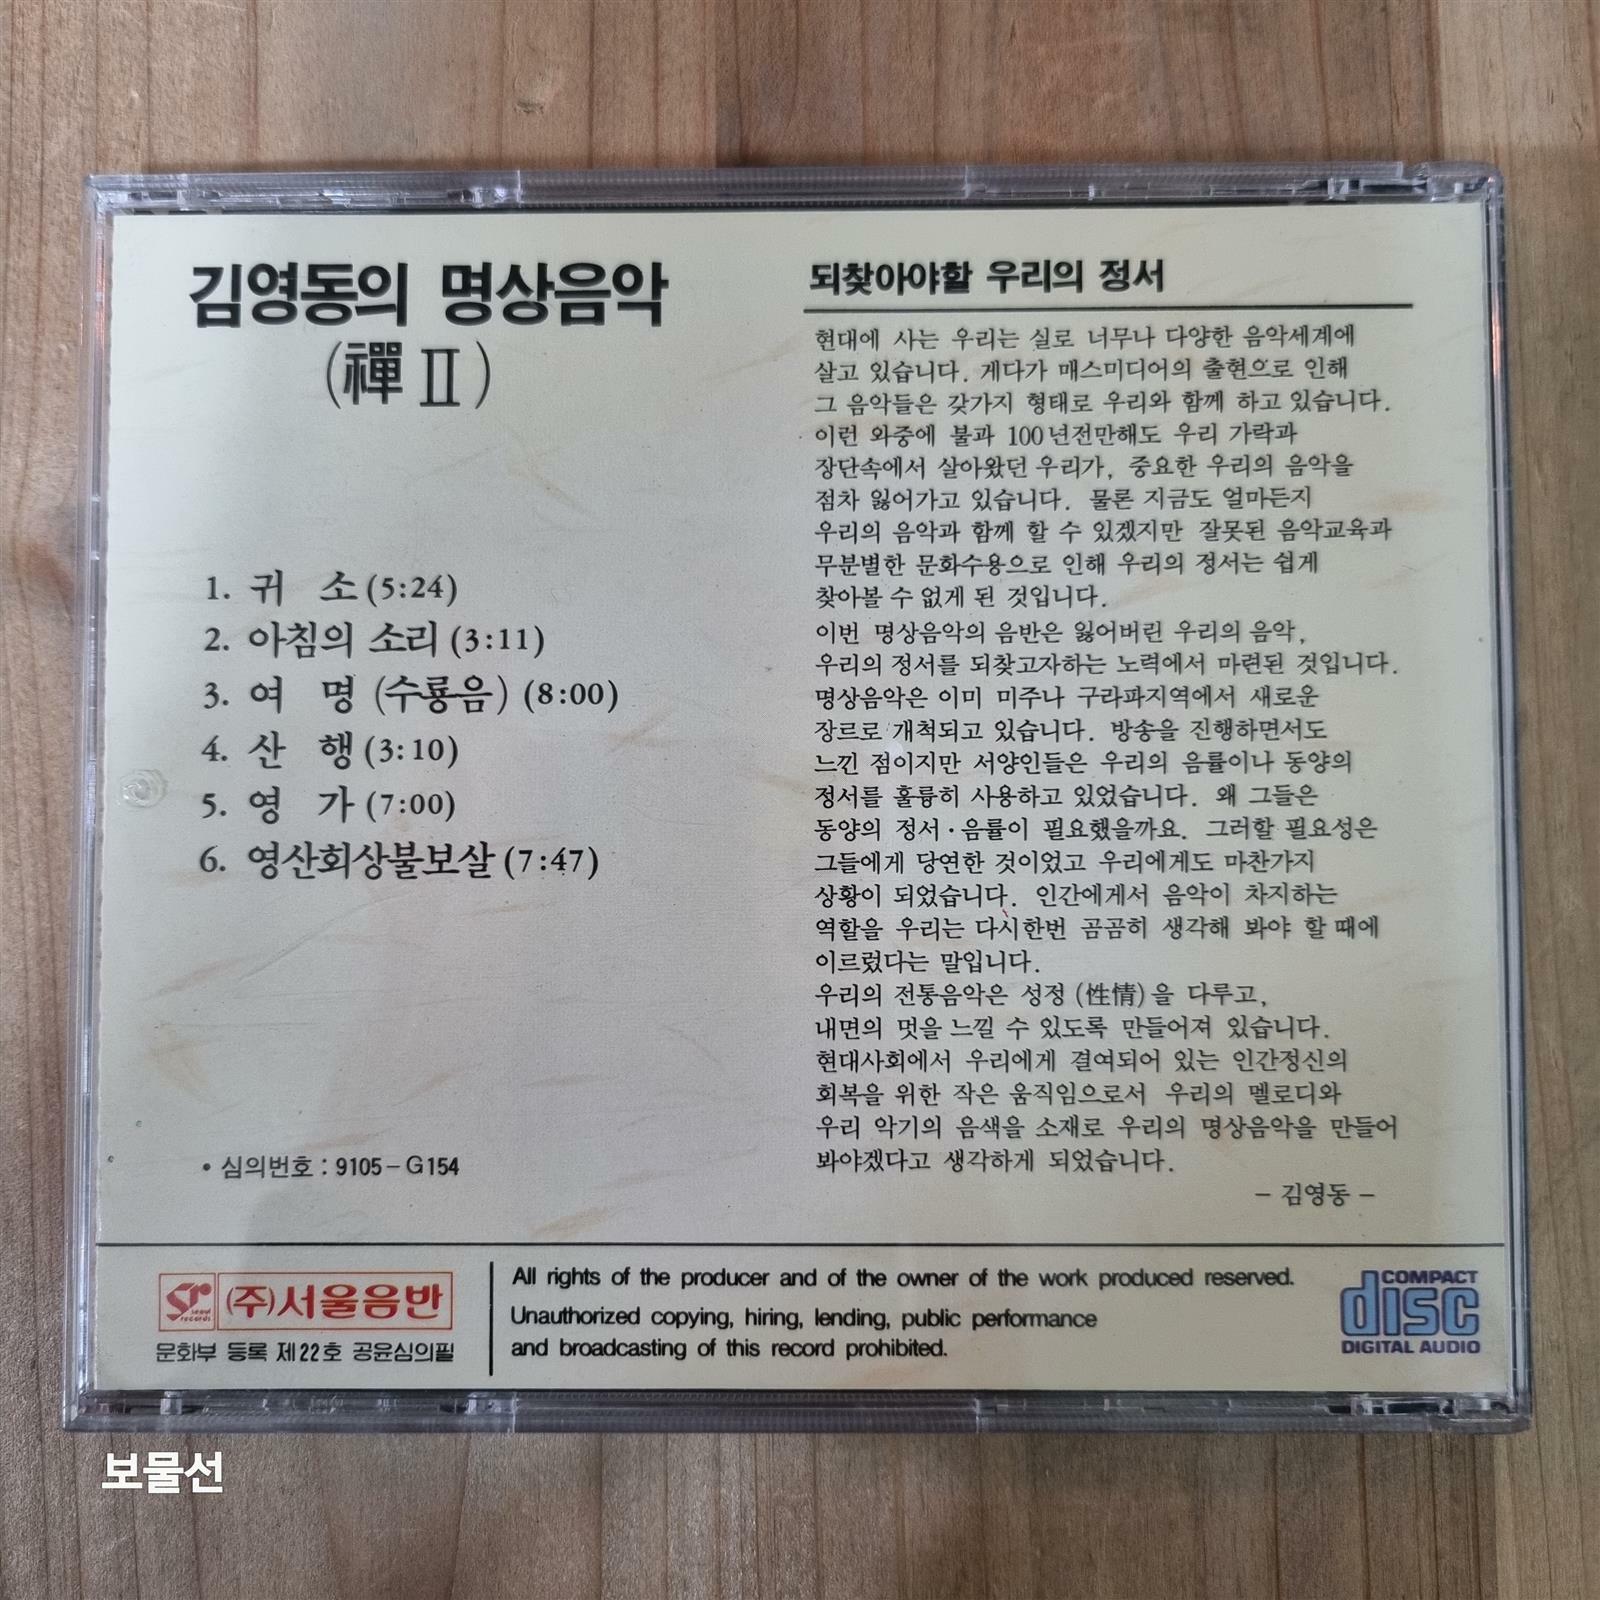 김영동의 명상음악
(禪 II)
1. 귀 소 (5:24)
2. 아침의 소리 (3:11)
3. 여 명 (수룡음) (8:00)
4. 산 행 (3:10)
5. 영 가 (7:00)
6. 영산회상불보살 (7:47)
• 심의번호 : 9105-G154
되찾아야할 우리의 정서
현대에 사는 우리는 실로 너무나 다양한 음악세계에
살고 있습니다. 게다가 매스미디어의 출현으로 인해
그 음악들은 갖가지 형태로 우리와 함께 하고 있습니다.
이런 와중에 불과 100년전만해도 우리 가락과
장단속에서 살아왔던 우리가, 중요한 우리의 음악을
점차 잃어가고 있습니다. 물론 지금도 얼마든지
우리의 음악과 함께 할 수 있겠지만 잘못된 음악교육과
무분별한 문화수용으로 인해 우리의 정서는 쉽게
찾아볼 수 없게 된 것입니다.
이번 명상음악의 음반은 잃어버린 우리의 음악,
우리의 정서를 되찾고자하는 노력에서 마련된 것입니다.
명상음악은 이미 미주나 구라파지역에서 새로운
장르로 개척되고 있습니다. 방송을 진행하면서도
느낀 점이지만 서양인들은 우리의 음률이나 동양의
정서를 훌륭히 사용하고 있었습니다. 왜 그들은
동양의 정서·음률이 필요했을까요. 그러할 필요성은
그들에게 당연한 것이었고 우리에게도 마찬가지
상황이 되었습니다. 인간에게서 음악이 차지하는
역할을 우리는 다시한번 곰곰히 생각해 봐야 할 때에
이르렀다는 말입니다.
우리의 전통음악은 성정 (性情)을 다루고,
내면의 멋을 느낄 수 있도록 만들어져 있습니다.
현대사회에서 우리에게 결여되어 있는 인간정신의
회복을 위한 작은 움직임으로서 우리의 멜로디와
우리 악기의 음색을 소재로 우리의 명상음악을 만들어
봐야겠다고 생각하게 되었습니다.
- 김영동 -
sr seoul records (주)서울음반
문화부 등록 제22호 공윤심의필
All rights of the producer and of the owner of the work produced reserved.
Unauthorized copying, hiring, lending, public performance
and broadcasting of this record prohibited.
COMPACT
disc
DIGITAL AUDIO
보물선